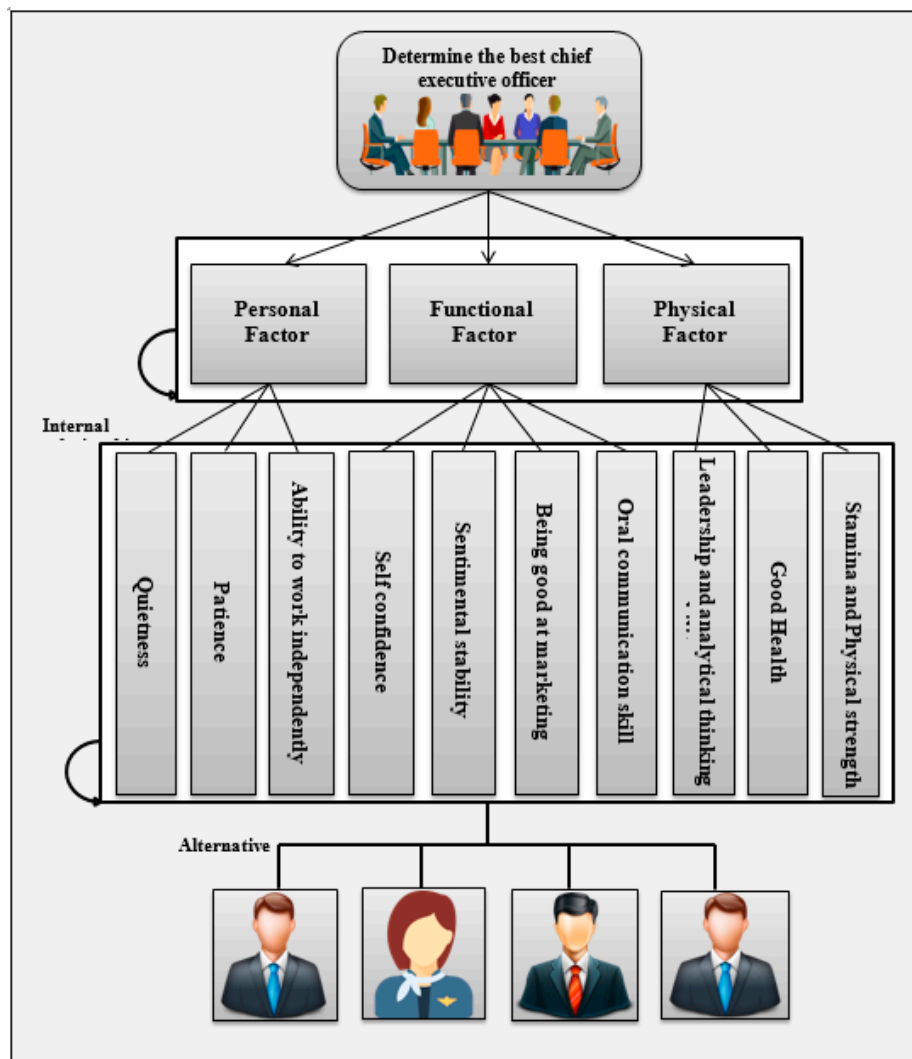 Determine the best chief
executive officer
Personal
Factor
Functional
Factor
Physical
Factor
Internal
Quietness
Patience
Ability to work independently
Self confidence
Sentimental stability
Being good at marketing
Oral communication skill
Leadership and analytical thinking
Good Health
Stamina and Physical strength
Alternative